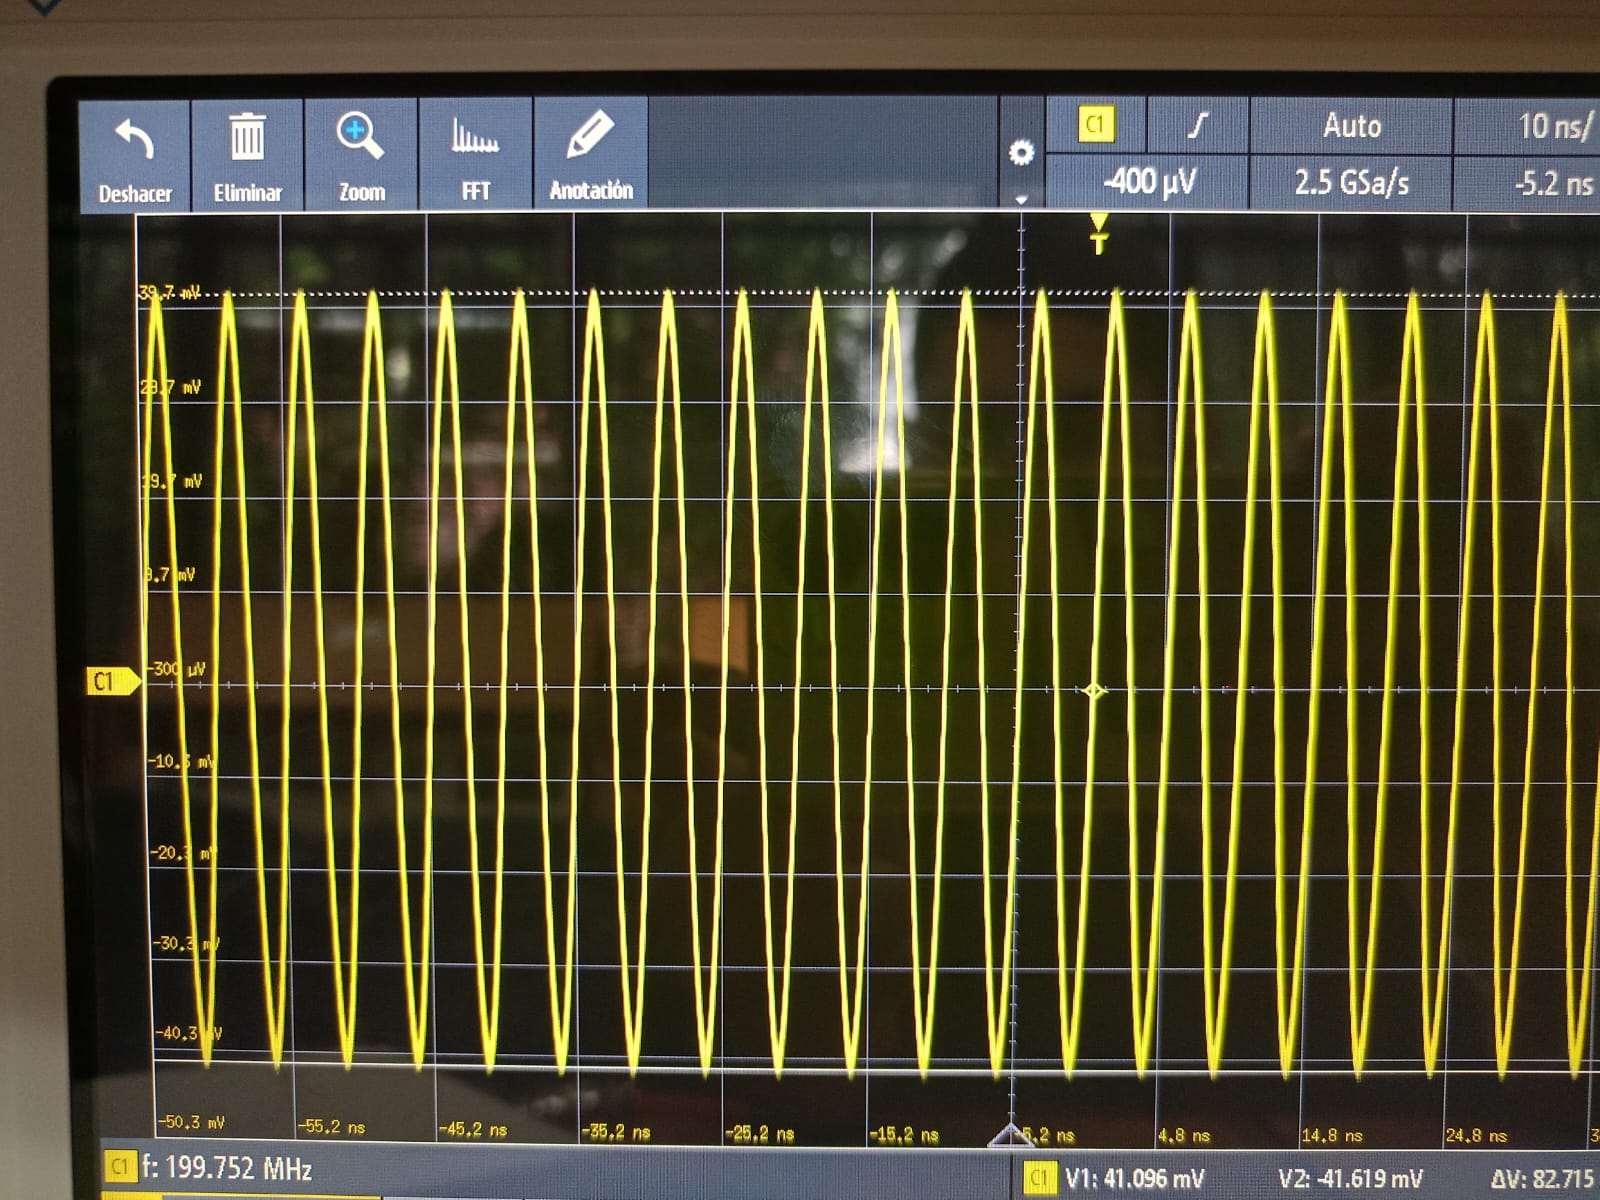 C1 Auto 10 ns/
Deshacer Eliminar Zoom FFT Anotación
-400 µV 2.5 GSa/s -5.2 ns
T
39.7 mV
29.7 mV
19.7 mV
9.7 mV
-300 µV
C1
-10.3 mV
-20.3 mV
-30.3 mV
-40.3 mV
-50.3 mV
-55.2 ns -45.2 ns -35.2 ns -25.2 ns -15.2 ns -5.2 ns 4.8 ns 14.8 ns 24.8 ns
C1 f: 199.752 MHz
C1 V1: 41.096 mV V2: -41.619 mV ΔV: 82.715